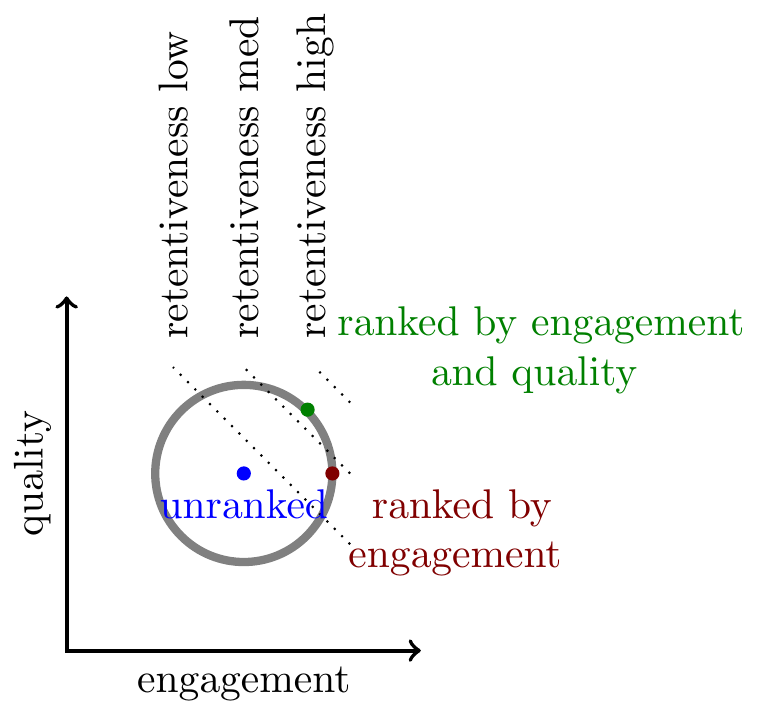 retentiveness low
retentiveness med
retentiveness high
ranked by engagement
and quality
quality
unranked
ranked by
engagement
engagement